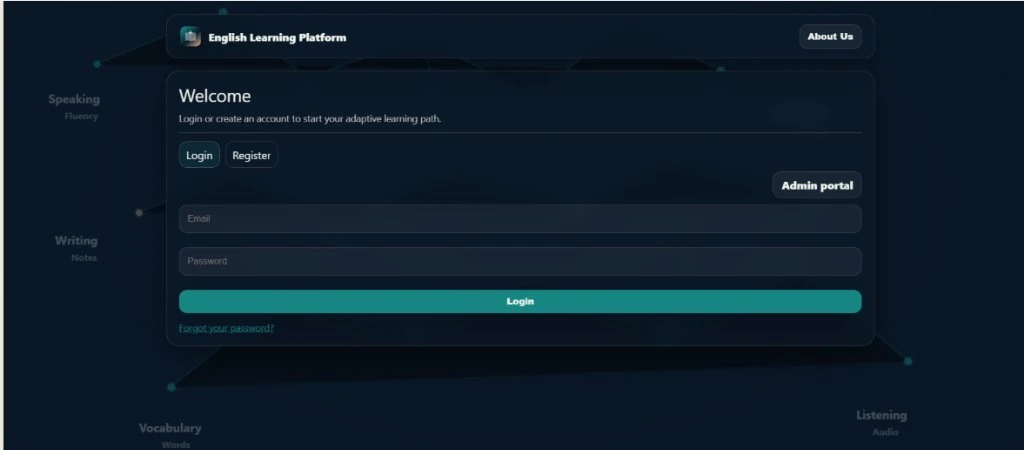 English Learning Platform
About Us
Welcome
Login or create an account to start your adaptive learning path.
Login
Register
Admin portal
Email
Password
Login
Forgot your password?
Speaking
Fluency
Writing
Notes
Vocabulary
Words
Listening
Audio